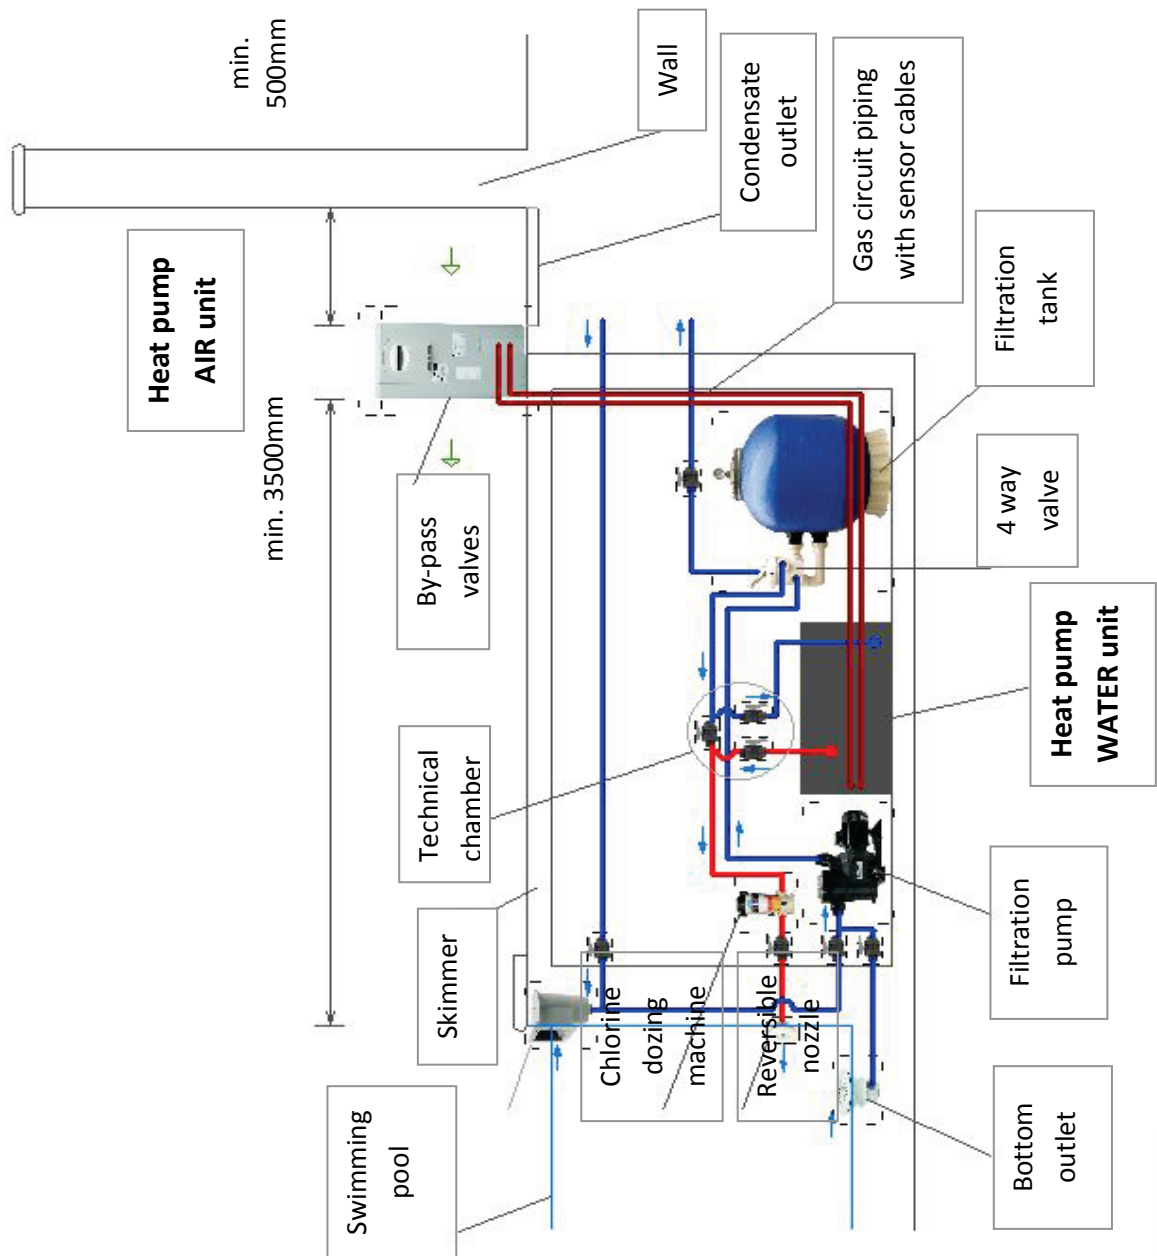 min.
500mm
Wall
Condensate
outlet
Gas circuit piping
with sensor cables
Filtration
tank
Heat pump
AIR unit
min. 3500mm
By-pass
valves
4 way
valve
Heat pump
WATER unit
Technical
chamber
Skimmer
Chlorine
dozing
machine
Reversible
nozzle
Filtration
pump
Swimming
pool
Bottom
outlet